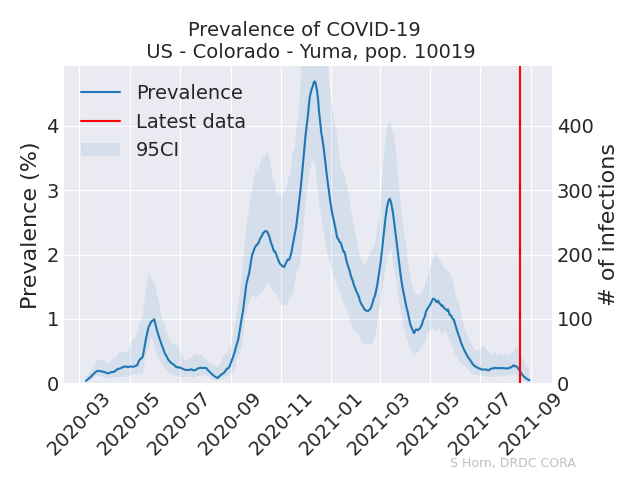 Prevalence of COVID-19
US - Colorado - Yuma, pop. 10019
Prevalence
Latest data
95CI
Prevalence (%)
4
3
2
1
0
400
300
200
100
0
# of infections
2020-03
2020-05
2020-07
2020-09
2020-11
2021-01
2021-03
2021-05
2021-07
2021-09
S Horn, DRDC CORA